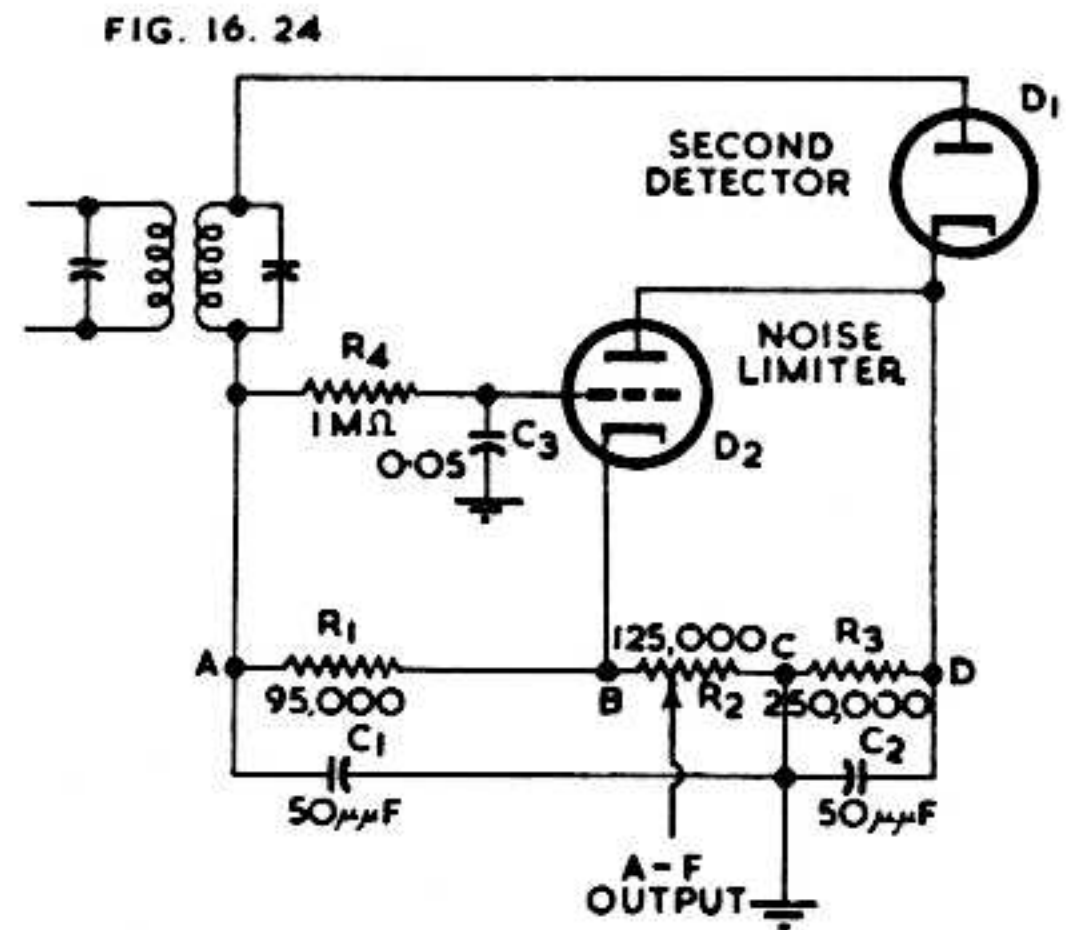 FIG. 16. 24
D1
SECOND
DETECTOR
NOISE
LIMITER
R4
1MΩ
C3
0·05
D2
R1
125,000
C
R3
A
B
R2
D
95,000
250,000
C1
C2
50μμF
50μμF
A-F
OUTPUT